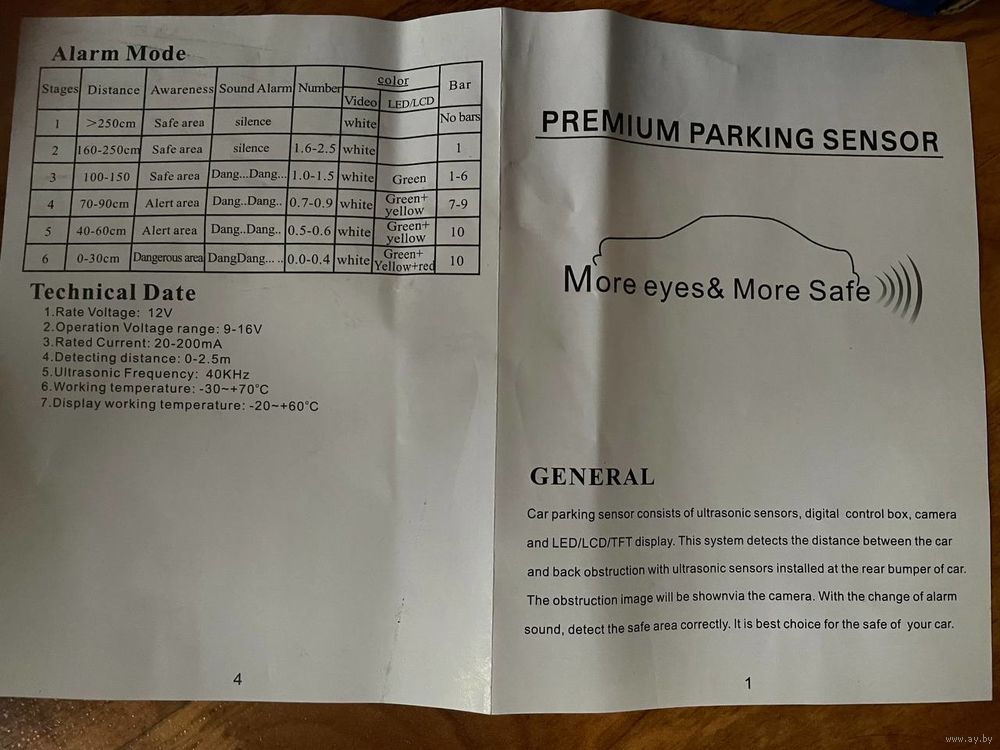 Alarm Mode
Stages Distance Awareness Sound Alarm Number color Bar
Video LED/LCD
1 >250cm Safe area silence white No bars
2 160-250cm Safe area silence 1.6-2.5 white 1
3 100-150 Safe area Dang...Dang... 1.0-1.5 white Green 1-6
4 70-90cm Alert area Dang..Dang.. 0.7-0.9 white Green+ yellow 7-9
5 40-60cm Alert area Dang..Dang.. 0.5-0.6 white Green+ yellow 10
6 0-30cm Dangerous area DangDang... .. 0.0-0.4 white Green+ Yellow+red 10
Technical Date
1.Rate Voltage: 12V
2.Operation Voltage range: 9-16V
3.Rated Current: 20-200mA
4.Detecting distance: 0-2.5m
5.Ultrasonic Frequency: 40KHz
6.Working temperature: -30~+70°C
7.Display working temperature: -20~+60°C
4
PREMIUM PARKING SENSOR
More eyes& More Safe
GENERAL
Car parking sensor consists of ultrasonic sensors, digital control box, camera
and LED/LCD/TFT display. This system detects the distance between the car
and back obstruction with ultrasonic sensors installed at the rear bumper of car.
The obstruction image will be shownvia the camera. With the change of alarm
sound, detect the safe area correctly. It is best choice for the safe of your car.
1
www.ay.by